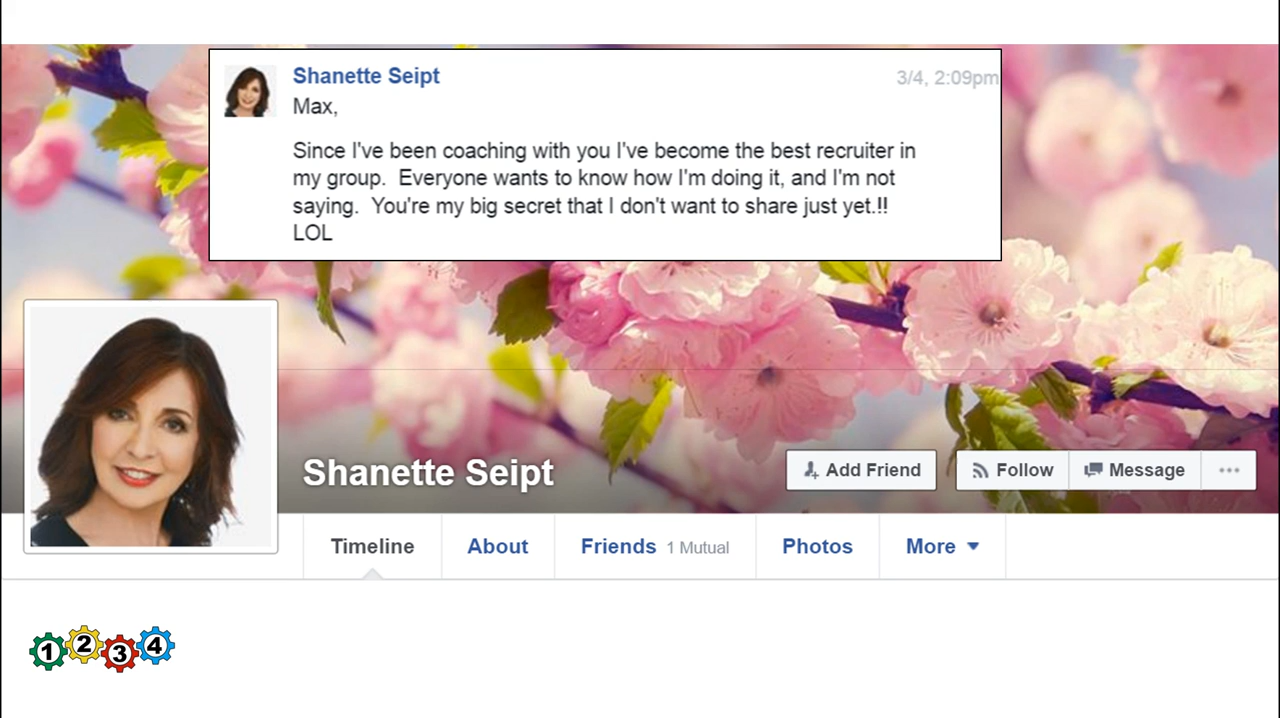 Shanette Seipt
3/4, 2:09pm
Max,
Since I've been coaching with you I've become the best recruiter in
my group.  Everyone wants to know how I'm doing it, and I'm not
saying.  You're my big secret that I don't want to share just yet.!!
LOL
Shanette Seipt
Add Friend
Follow
Message
Timeline
About
Friends 1 Mutual
Photos
More
1 2 3 4